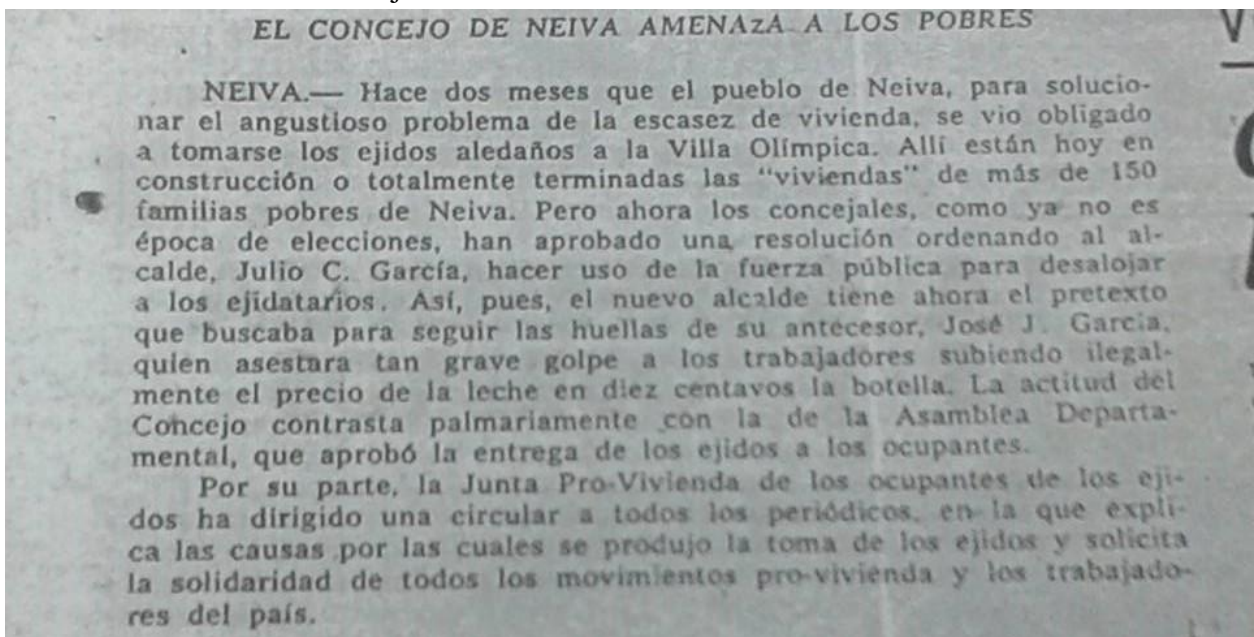 EL CONCEJO DE NEIVA AMENAzA A LOS POBRES
NEIVA.— Hace dos meses que el pueblo de Neiva, para solucio-
nar el angustioso problema de la escasez de vivienda, se vio obligado
a tomarse los ejidos aledaños a la Villa Olímpica. Allí están hoy en
construcción o totalmente terminadas las “viviendas” de más de 150
familias pobres de Neiva. Pero ahora los concejales, como ya no es
época de elecciones, han aprobado una resolución ordenando al al-
calde, Julio C. García, hacer uso de la fuerza pública para desalojar
a los ejidatarios. Así, pues, el nuevo alcalde tiene ahora el pretexto
que buscaba para seguir las huellas de su antecesor, José J. García,
quien asestara tan grave golpe a los trabajadores subiendo ilegal-
mente el precio de la leche en diez centavos la botella. La actitud del
Concejo contrasta palmariamente con la de la Asamblea Departa-
mental, que aprobó la entrega de los ejidos a los ocupantes.
Por su parte, la Junta Pro-Vivienda de los ocupantes de los eji-
dos ha dirigido una circular a todos los periódicos, en la que expli-
ca las causas por las cuales se produjo la toma de los ejidos y solicita
la solidaridad de todos los movimientos pro-vivienda y los trabajado-
res del país.